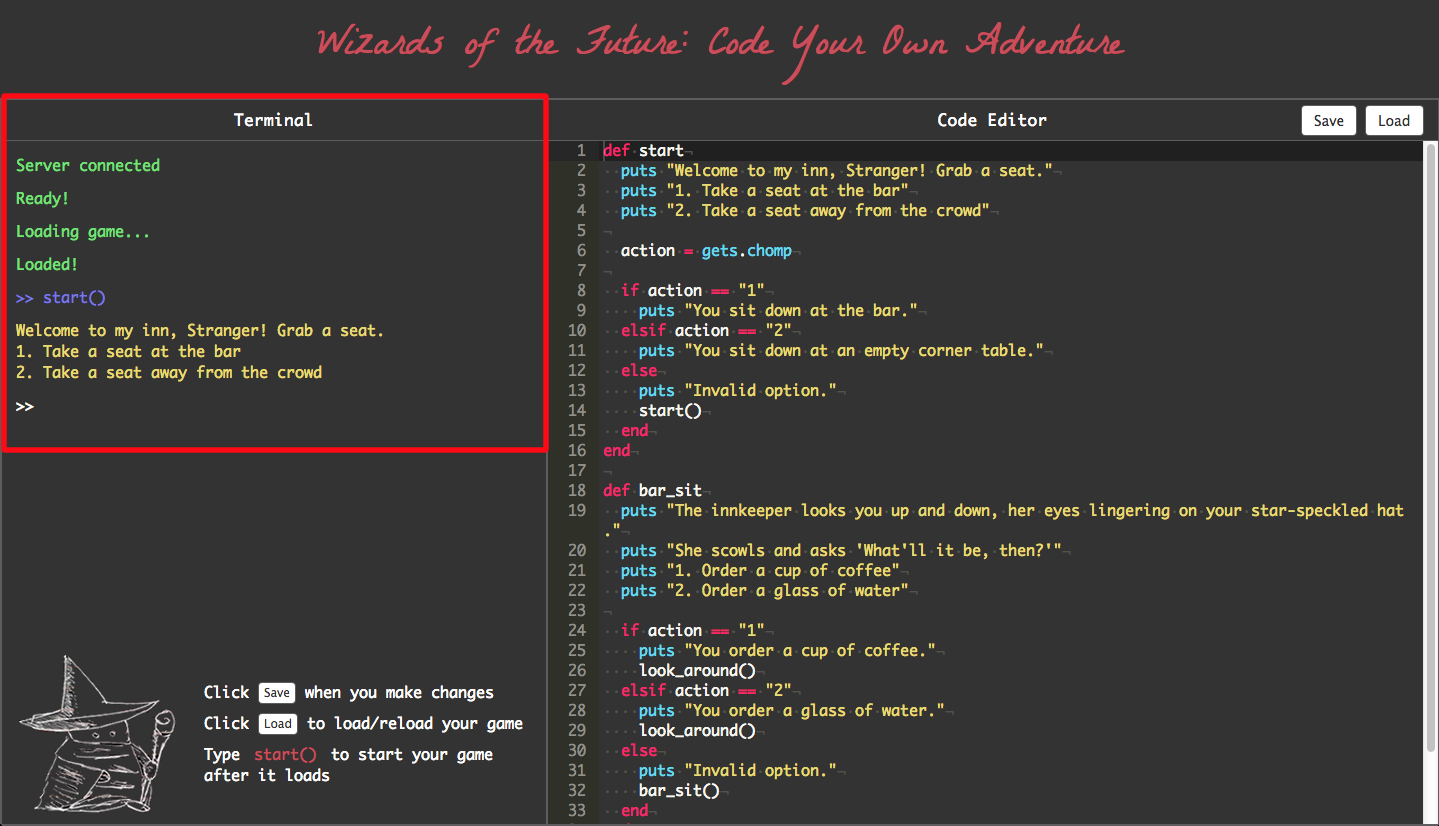 Wizards of the Future: Code Your Own Adventure
Terminal
Server connected
Ready!
Loading game...
Loaded!
>> start()
Welcome to my inn, Stranger! Grab a seat.
1. Take a seat at the bar
2. Take a seat away from the crowd
>>
Click Save when you make changes
Click Load to load/reload your game
Type start() to start your game
after it loads
Code Editor
Save
Load
1 def start
2 puts "Welcome to my inn, Stranger! Grab a seat."
3 puts "1. Take a seat at the bar"
4 puts "2. Take a seat away from the crowd"
5
6 action = gets.chomp
7
8 if action == "1"
9 puts "You sit down at the bar."
10 elsif action == "2"
11 puts "You sit down at an empty corner table."
12 else
13 puts "Invalid option."
14 start()
15 end
16 end
17
18 def bar_sit
19 puts "The innkeeper looks you up and down, her eyes lingering on your star-speckled hat
."
20 puts "She scowls and asks 'What'll it be, then?'"
21 puts "1. Order a cup of coffee"
22 puts "2. Order a glass of water"
23
24 if action == "1"
25 puts "You order a cup of coffee."
26 look_around()
27 elsif action == "2"
28 puts "You order a glass of water."
29 look_around()
30 else
31 puts "Invalid option."
32 bar_sit()
33 end